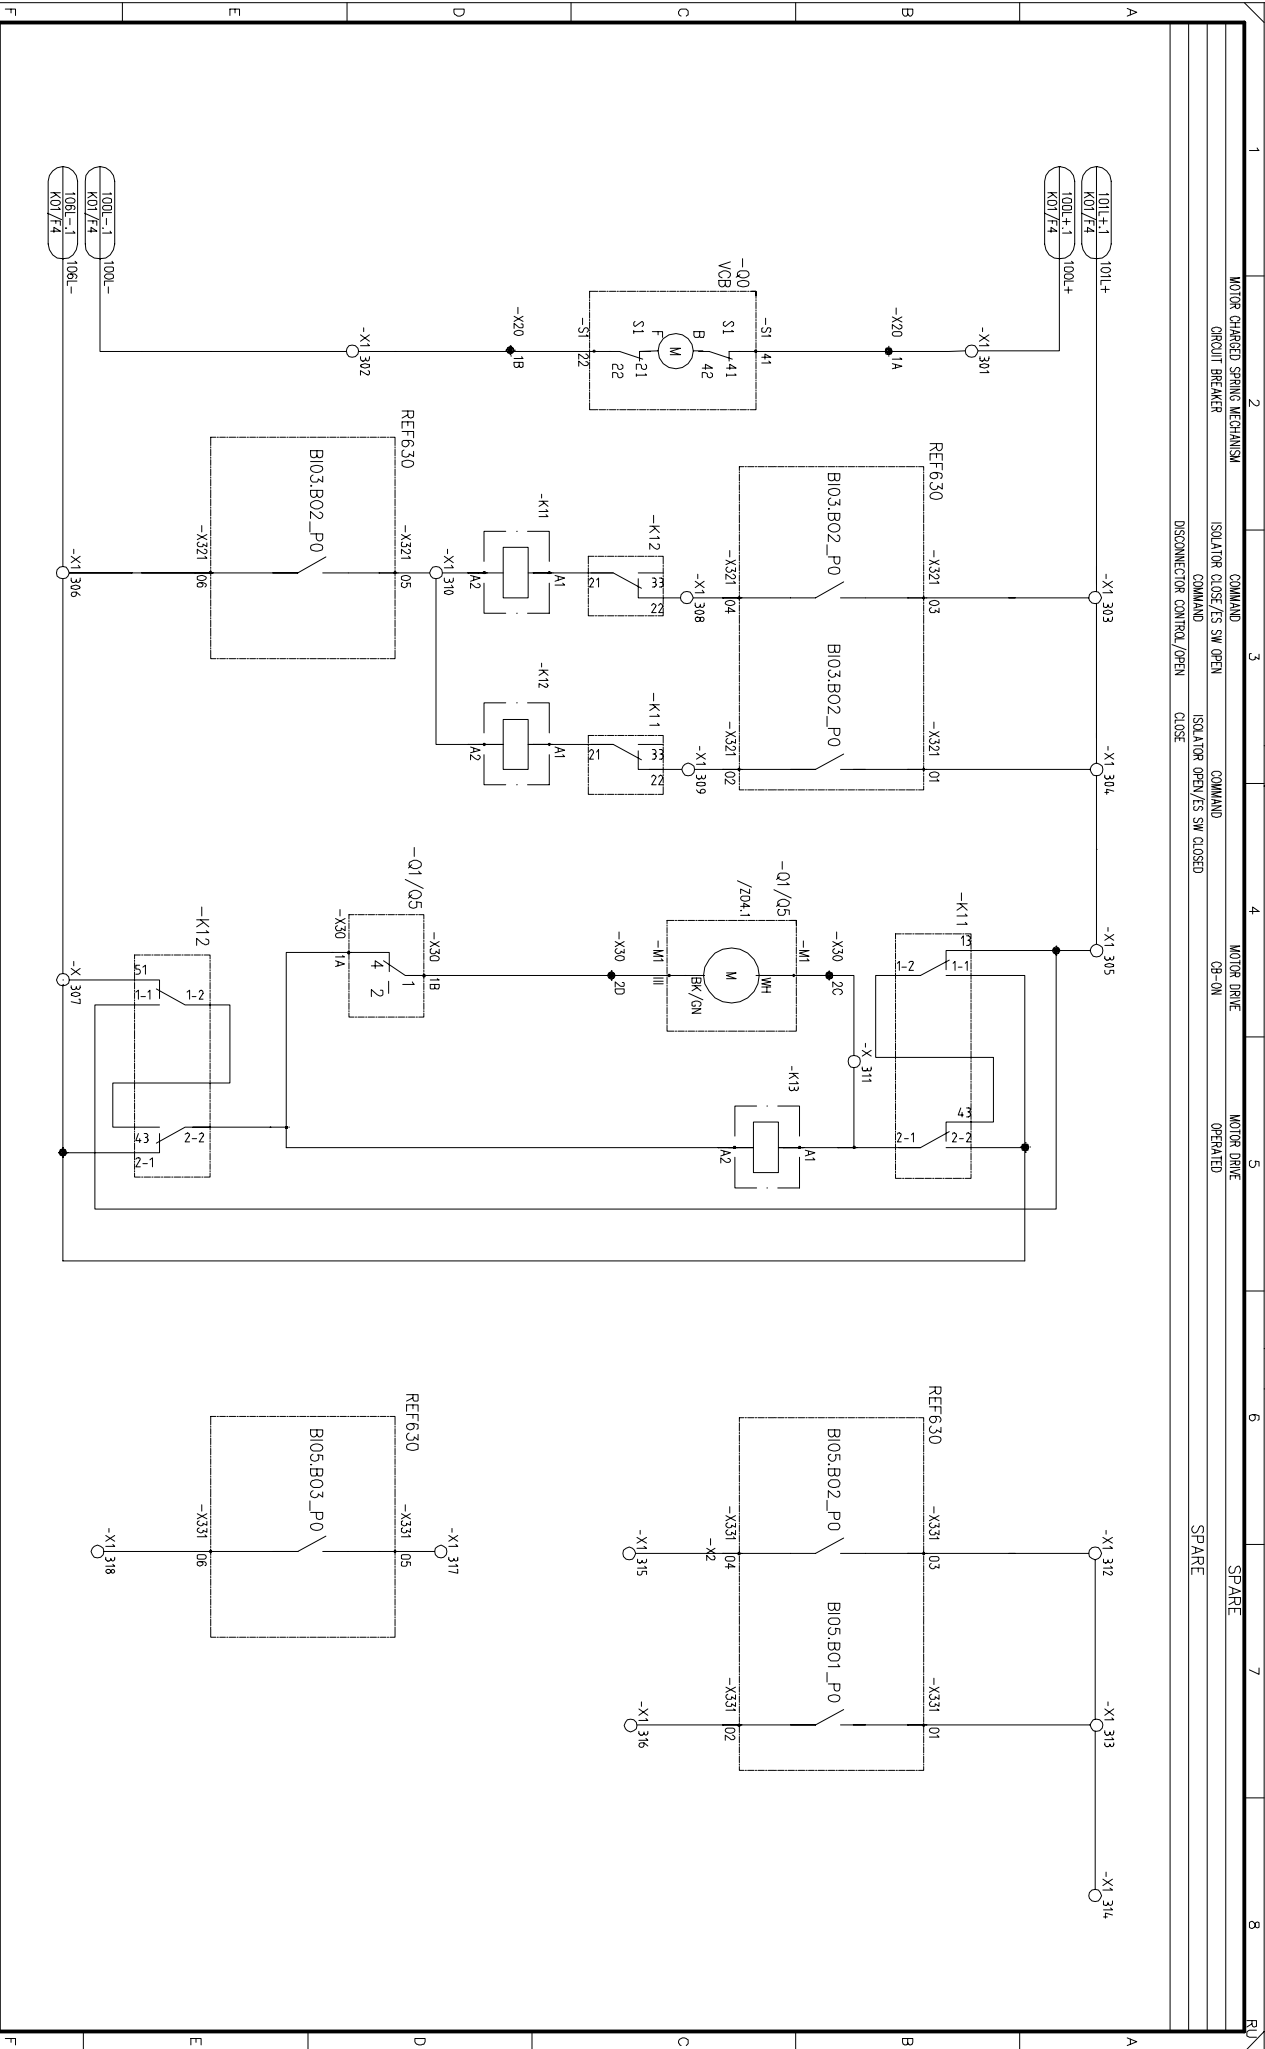 1
2
3
4
5
6
7
8
RU
MOTOR CHARGED SPRING MECHANISM
CIRCUIT BREAKER
COMMAND
ISOLATOR CLOSE/ES SW OPEN
COMMAND
DISCONNECTOR CONTROL/OPEN
COMMAND
ISOLATOR OPEN/ES SW CLOSED
CLOSE
MOTOR DRIVE
CB-ON
MOTOR DRIVE
OPERATED
SPARE
SPARE
A
B
C
D
E
F
A
B
C
D
E
F
101L+.1
K01/F4
101L+
100L+.1
K01/F4
100L+
100L-.1
K01/F4
100L-
106L-.1
K01/F4
106L-
-X1 301
-X20 1A
-Q0
VCB
-S1 41
S1 41
42
B
M
F
S1 21
22
-S1 22
-X20 1B
-X1 302
-X1 303
REF630
-X321 03
BIO3.BO2_PO
-X321 04
-X1 308
-K12
33
22
21
-K11
A1
A2
-X1 310
REF630
-X321 05
BIO3.BO2_PO
-X321 06
-X1 306
-X1 304
-X321 01
BIO3.BO2_PO
-X321 02
-X1 309
-K11
33
22
21
-K12
A1
A2
-X1 305
-K11
13
1-1
1-2
43
2-2
2-1
-X30 2C
-X 311
-Q1/Q5
/Z04.1
-M1
WH
M
BK/GN
-M1 III
-X30 2D
-K13
A1
A2
-Q1/Q5
-X30 1B
1
4 2
-X30 1A
-K12
1-2
51
1-1
2-2
43
2-1
-X 307
-X1 312
REF630
-X331 03
BIO5.BO2_PO
-X331 04
-X2
-X1 315
-X1 313
-X331 01
BIO5.BO1_PO
-X331 02
-X1 316
-X1 314
-X1 317
REF630
-X331 05
BIO5.BO3_PO
-X331 06
-X1 318